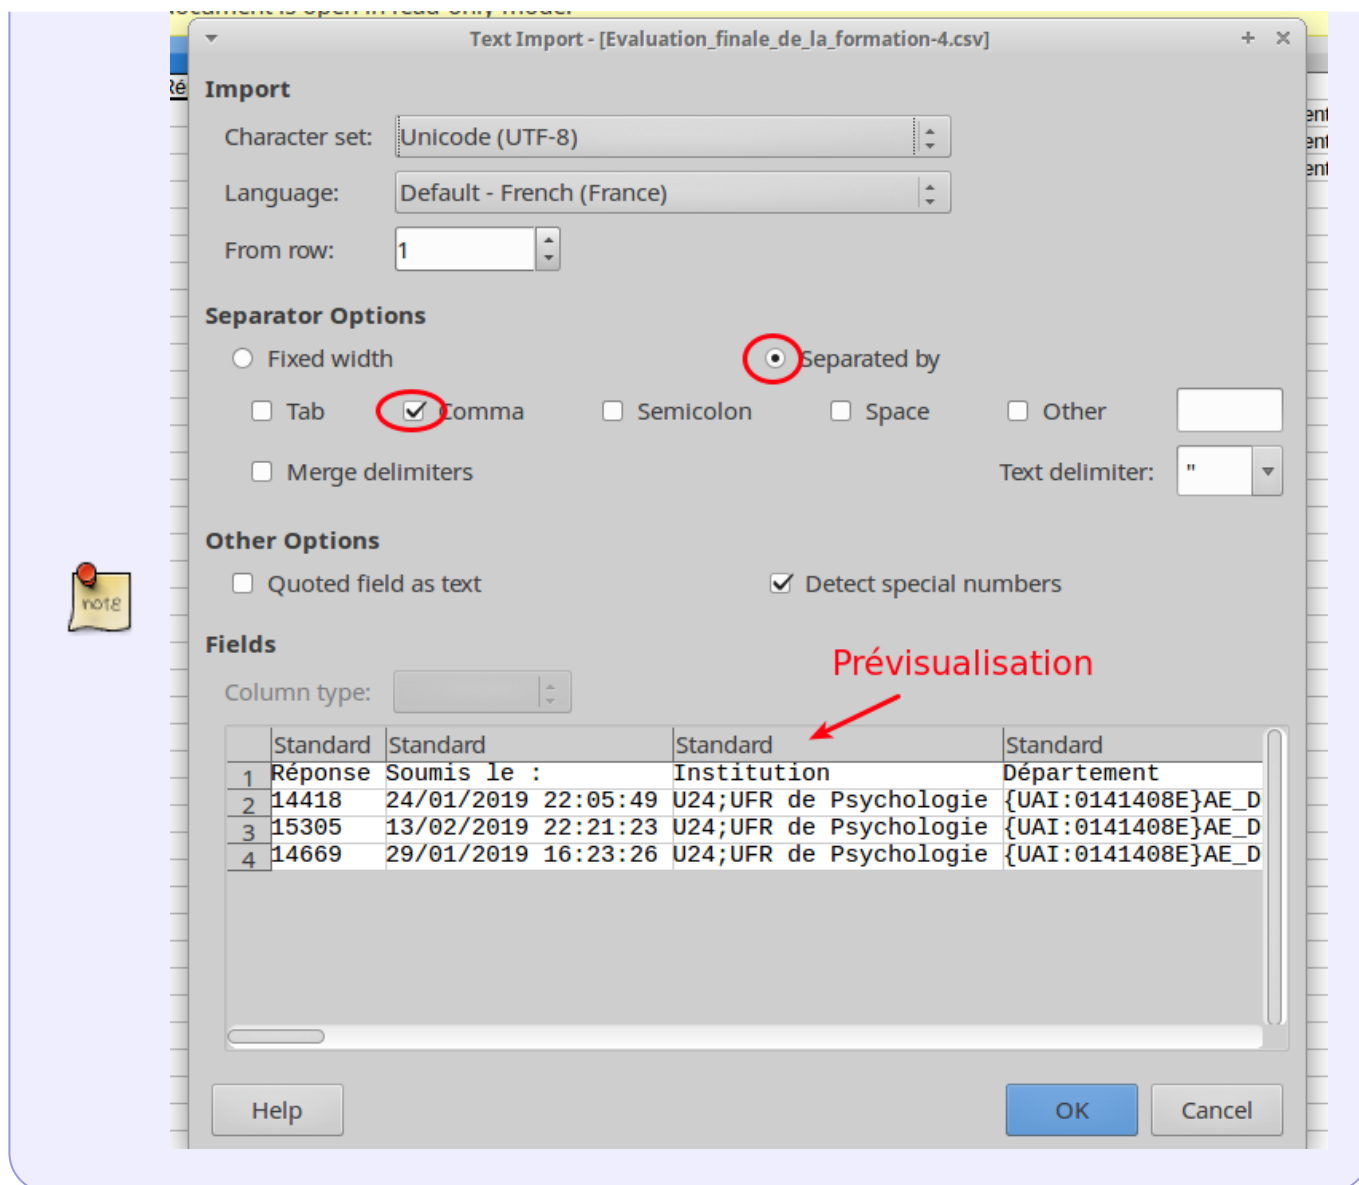 Text Import - [Evaluation_finale_de_la_formation-4.csv]
Import
Character set: Unicode (UTF-8)
Language: Default - French (France)
From row: 1
Separator Options
Fixed width Separated by
Tab Comma Semicolon Space Other
Merge delimiters Text delimiter: "
Other Options
note
Quoted field as text Detect special numbers
Fields
Prévisualisation
Column type:
Standard Standard Standard Standard
1 Réponse Soumis le : Institution Département
2 14418 24/01/2019 22:05:49 U24;UFR de Psychologie {UAI:0141408E}AE_D
3 15305 13/02/2019 22:21:23 U24;UFR de Psychologie {UAI:0141408E}AE_D
4 14669 29/01/2019 16:23:26 U24;UFR de Psychologie {UAI:0141408E}AE_D
Help OK Cancel